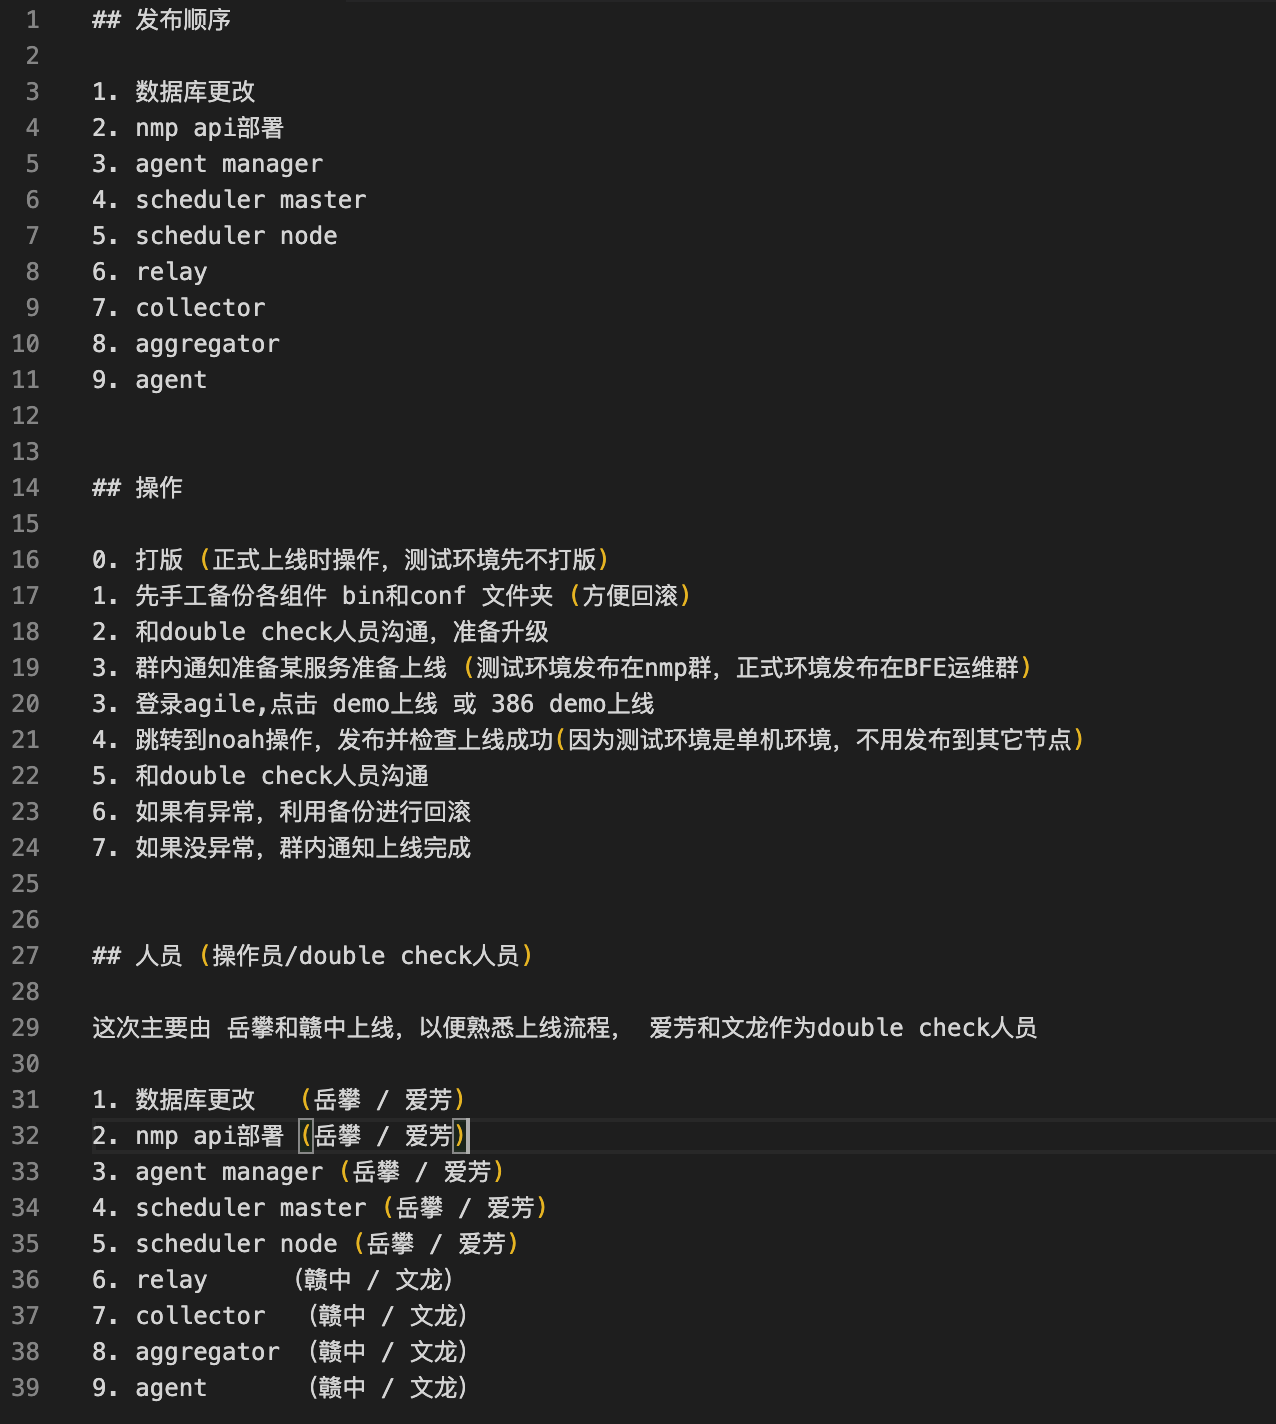 1 ## 发布顺序
2
3 1. 数据库更改
4 2. nmp api部署
5 3. agent manager
6 4. scheduler master
7 5. scheduler node
8 6. relay
9 7. collector
10 8. aggregator
11 9. agent
12
13
14 ## 操作
15
16 0. 打版 (正式上线时操作，测试环境先不打版)
17 1. 先手工备份各组件 bin和conf 文件夹 (方便回滚)
18 2. 和double check人员沟通，准备升级
19 3. 群内通知准备某服务准备上线 (测试环境发布在nmp群，正式环境发布在BFE运维群)
20 3. 登录agile,点击 demo上线 或 386 demo上线
21 4. 跳转到noah操作，发布并检查上线成功(因为测试环境是单机环境，不用发布到其它节点)
22 5. 和double check人员沟通
23 6. 如果有异常，利用备份进行回滚
24 7. 如果没异常，群内通知上线完成
25
26
27 ## 人员 (操作员/double check人员)
28
29 这次主要由 岳攀和赣中上线，以便熟悉上线流程， 爱芳和文龙作为double check人员
30
31 1. 数据库更改 (岳攀 / 爱芳)
32 2. nmp api部署 (岳攀 / 爱芳)
33 3. agent manager (岳攀 / 爱芳)
34 4. scheduler master (岳攀 / 爱芳)
35 5. scheduler node (岳攀 / 爱芳)
36 6. relay （赣中 / 文龙）
37 7. collector （赣中 / 文龙）
38 8. aggregator （赣中 / 文龙）
39 9. agent （赣中 / 文龙）